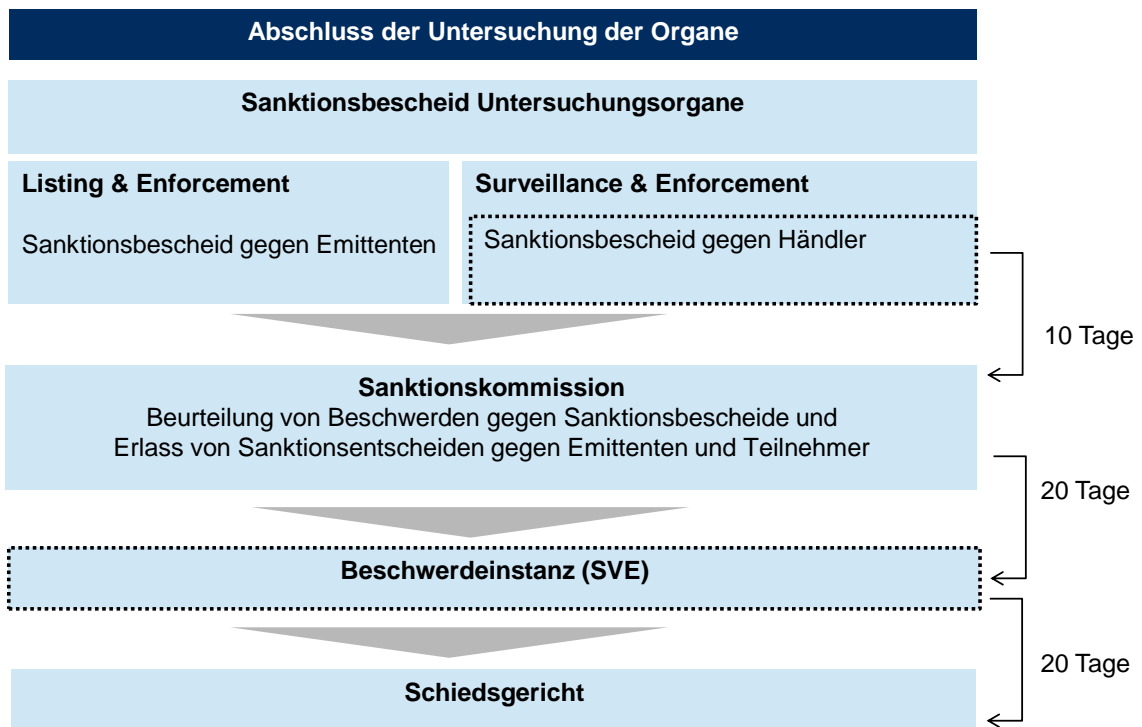 Abschluss der Untersuchung der Organe
Sanktionsbescheid Untersuchungsorgane
Listing & Enforcement
Sanktionsbescheid gegen Emittenten
Surveillance & Enforcement
Sanktionsbescheid gegen Händler
10 Tage
Sanktionskommission
Beurteilung von Beschwerden gegen Sanktionsbescheide und
Erlass von Sanktionsentscheiden gegen Emittenten und Teilnehmer
20 Tage
Beschwerdeinstanz (SVE)
20 Tage
Schiedsgericht